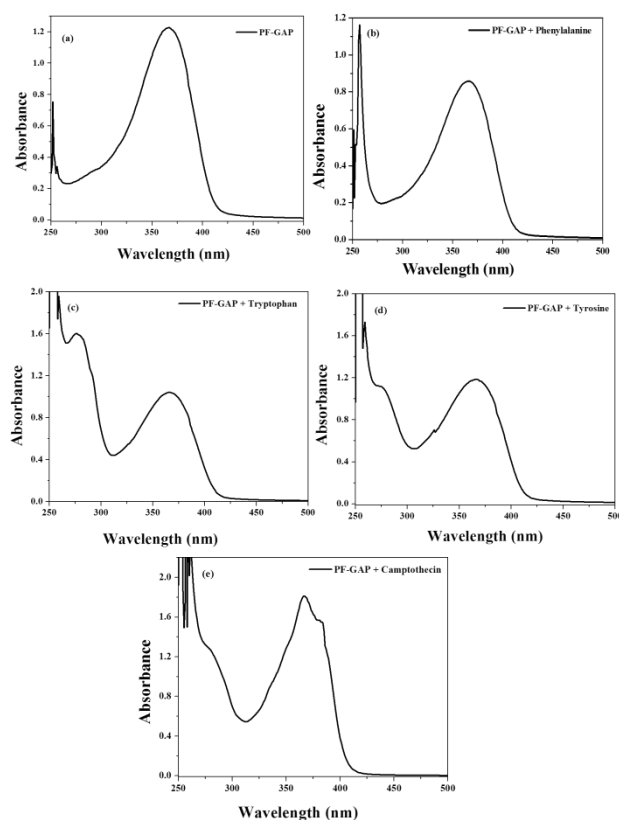 (a)
PF-GAP
Absorbance
1.2
0.9
0.6
0.3
0.0
250 300 350 400 450 500
Wavelength (nm)
(b)
PF-GAP + Phenylalanine
Absorbance
1.2
1.0
0.8
0.6
0.4
0.2
0.0
250 300 350 400 450 500
Wavelength (nm)
(c)
PF-GAP + Tryptophan
Absorbance
2.0
1.6
1.2
0.8
0.4
0.0
250 300 350 400 450 500
Wavelength (nm)
(d)
PF-GAP + Tyrosine
Absorbance
2.0
1.6
1.2
0.8
0.4
0.0
250 300 350 400 450 500
Wavelength (nm)
(e)
PF-GAP + Camptothecin
Absorbance
2.0
1.6
1.2
0.8
0.4
0.0
250 300 350 400 450 500
Wavelength (nm)